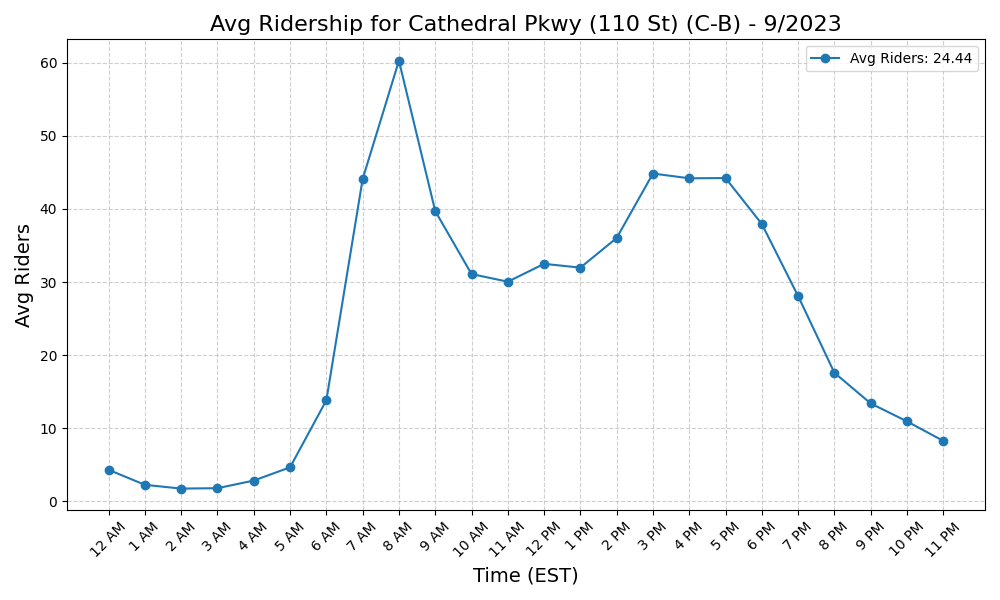 Avg Ridership for Cathedral Pkwy (110 St) (C-B) - 9/2023
Avg Riders: 24.44
Avg Riders
60
50
40
30
20
10
0
12 AM
1 AM
2 AM
3 AM
4 AM
5 AM
6 AM
7 AM
8 AM
9 AM
10 AM
11 AM
12 PM
1 PM
2 PM
3 PM
4 PM
5 PM
6 PM
7 PM
8 PM
9 PM
10 PM
11 PM
Time (EST)